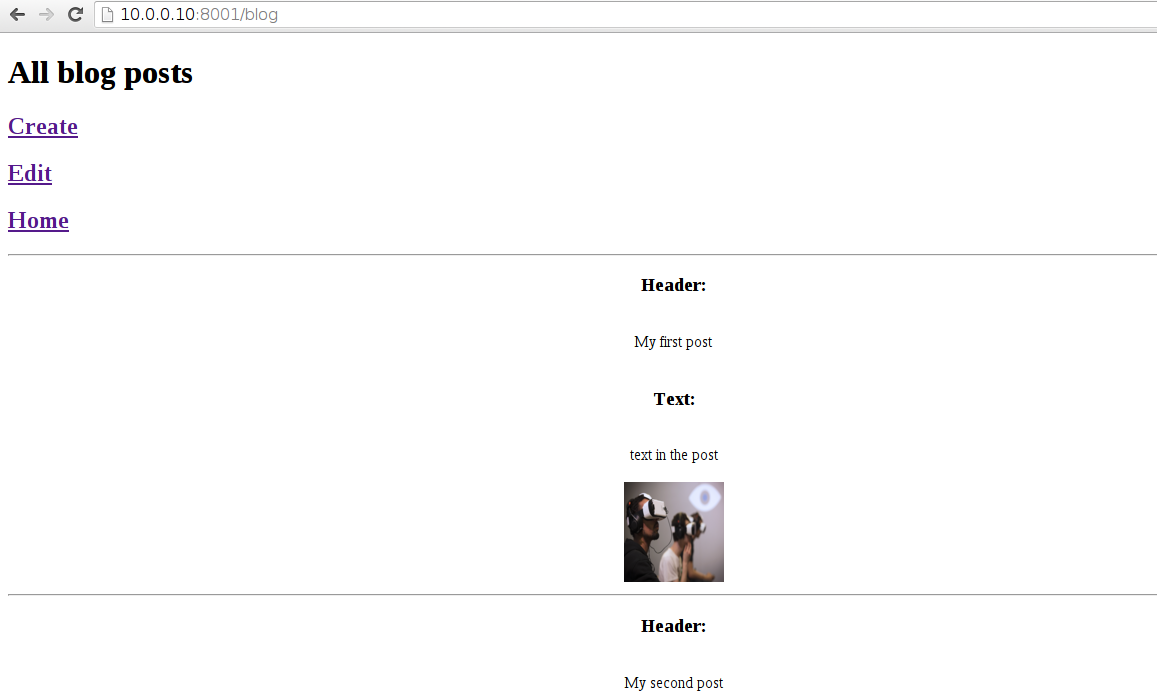 10.0.0.10:8001/blog
All blog posts
Create
Edit
Home
Header:
My first post
Text:
text in the post
Header:
My second post